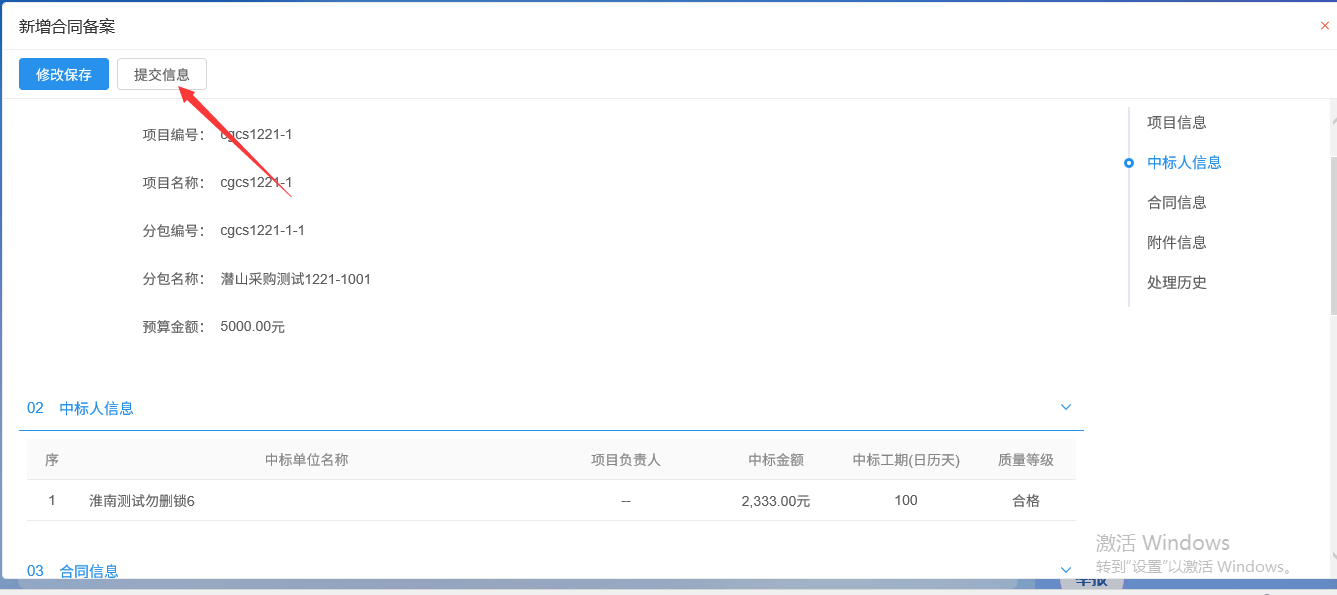 新增合同备案
修改保存 提交信息
项目编号： cgcs1221-1
项目名称： cgcs1221-1
分包编号： cgcs1221-1-1
分包名称： 潜山采购测试1221-1001
预算金额： 5000.00元
项目信息
中标人信息
合同信息
附件信息
处理历史
02 中标人信息
序 中标单位名称 项目负责人 中标金额 中标工期(日历天) 质量等级
1 淮南测试勿删锁6 -- 2,333.00元 100 合格
03 合同信息
激活 Windows
转到"设置"以激活 Windows。